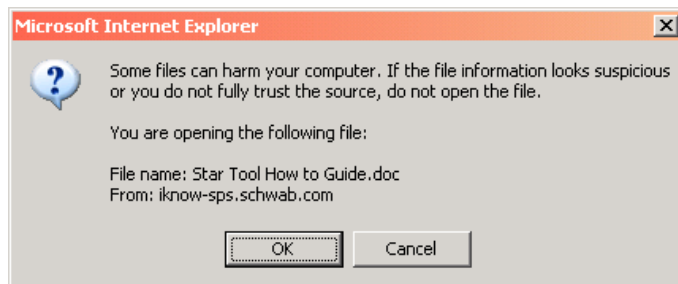 Microsoft Internet Explorer
Some files can harm your computer. If the file information looks suspicious
or you do not fully trust the source, do not open the file.
You are opening the following file:
File name: Star Tool How to Guide.doc
From: iknow-sps.schwab.com
OK Cancel